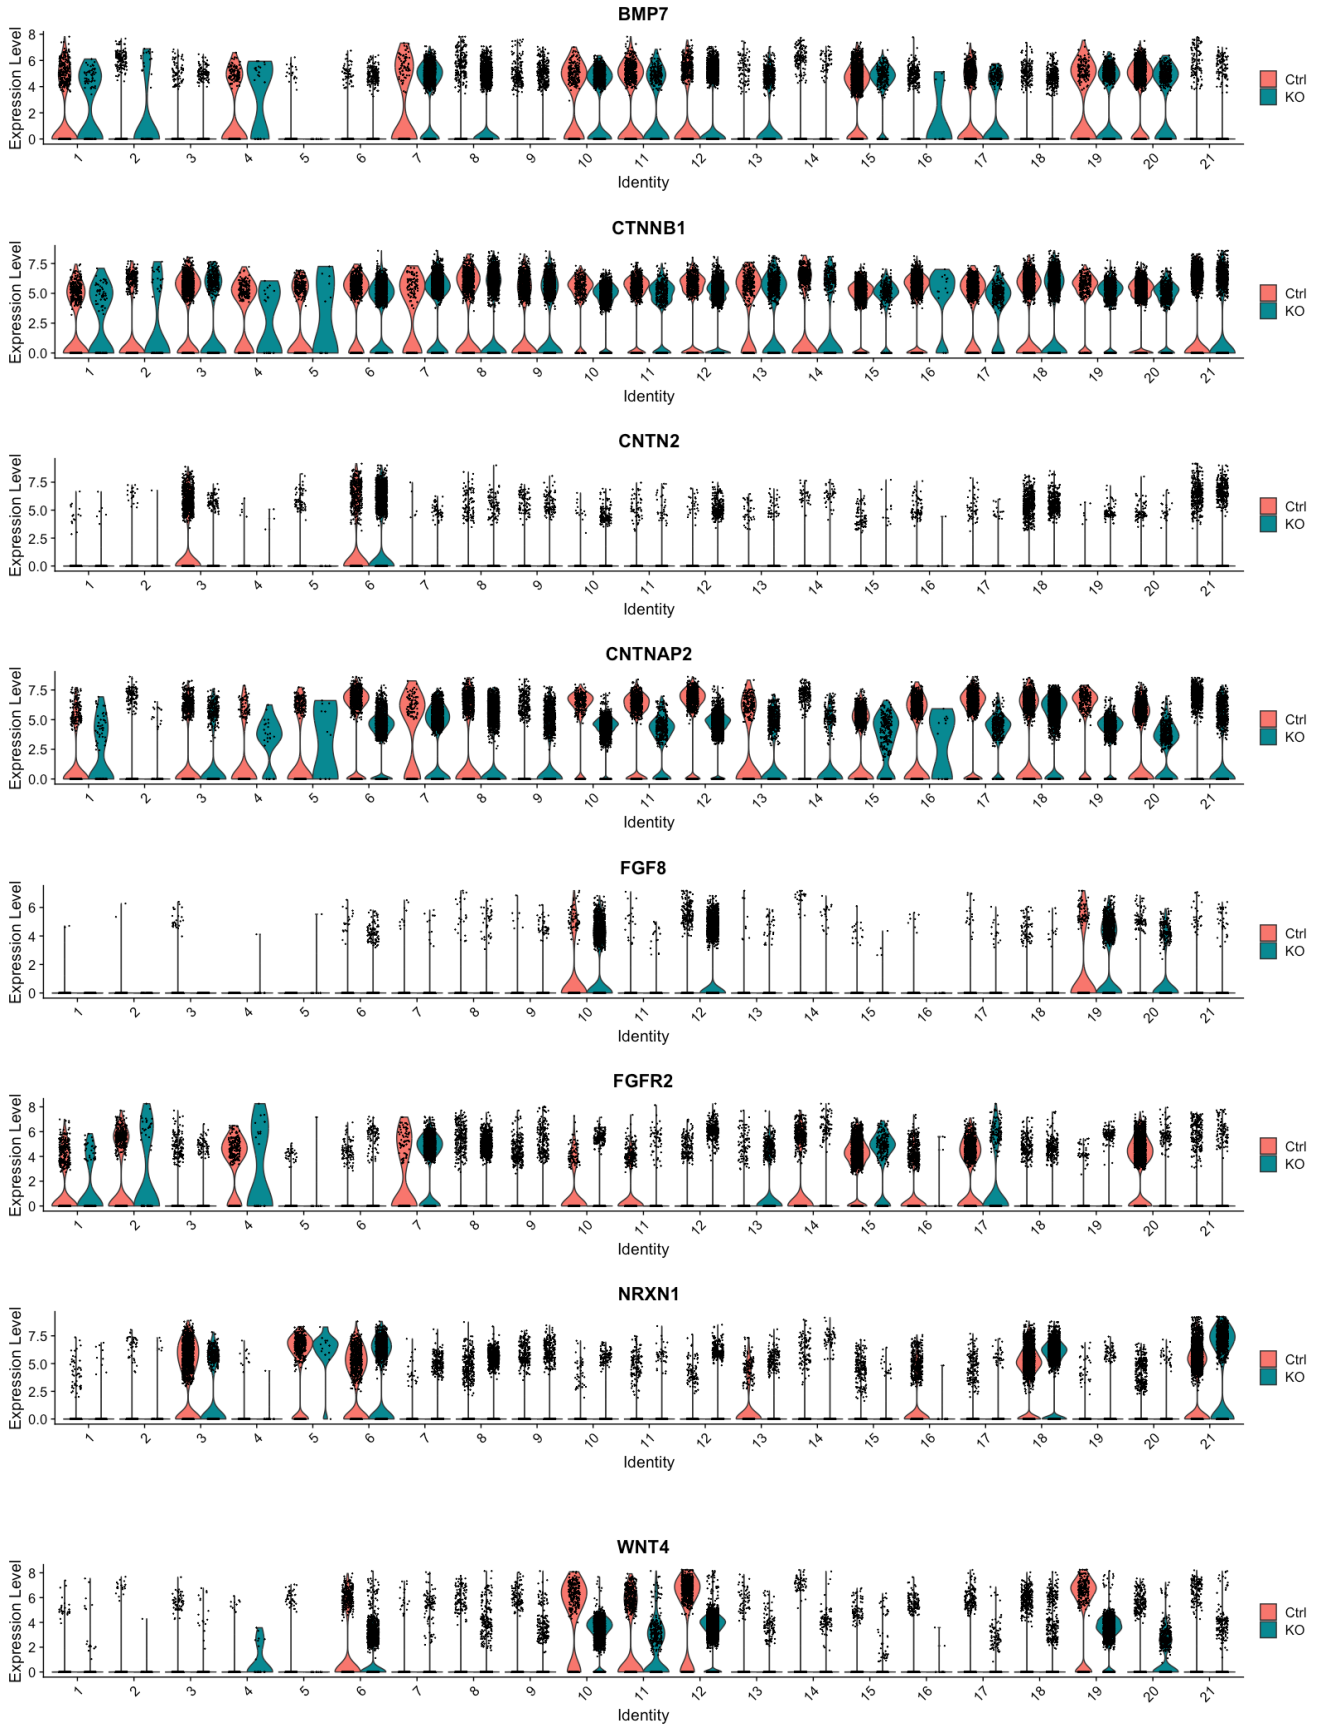 BMP7
Expression Level
8
6
4
2
0
1 2 3 4 5 6 7 8 9 10 11 12 13 14 15 16 17 18 19 20 21
Identity
Ctrl
KO
CTNNB1
Expression Level
7.5
5.0
2.5
0.0
1 2 3 4 5 6 7 8 9 10 11 12 13 14 15 16 17 18 19 20 21
Identity
Ctrl
KO
CNTN2
Expression Level
7.5
5.0
2.5
0.0
1 2 3 4 5 6 7 8 9 10 11 12 13 14 15 16 17 18 19 20 21
Identity
Ctrl
KO
CNTNAP2
Expression Level
7.5
5.0
2.5
0.0
1 2 3 4 5 6 7 8 9 10 11 12 13 14 15 16 17 18 19 20 21
Identity
Ctrl
KO
FGF8
Expression Level
6
4
2
0
1 2 3 4 5 6 7 8 9 10 11 12 13 14 15 16 17 18 19 20 21
Identity
Ctrl
KO
FGFR2
Expression Level
8
6
4
2
0
1 2 3 4 5 6 7 8 9 10 11 12 13 14 15 16 17 18 19 20 21
Identity
Ctrl
KO
NRXN1
Expression Level
7.5
5.0
2.5
0.0
1 2 3 4 5 6 7 8 9 10 11 12 13 14 15 16 17 18 19 20 21
Identity
Ctrl
KO
WNT4
Expression Level
8
6
4
2
0
1 2 3 4 5 6 7 8 9 10 11 12 13 14 15 16 17 18 19 20 21
Identity
Ctrl
KO